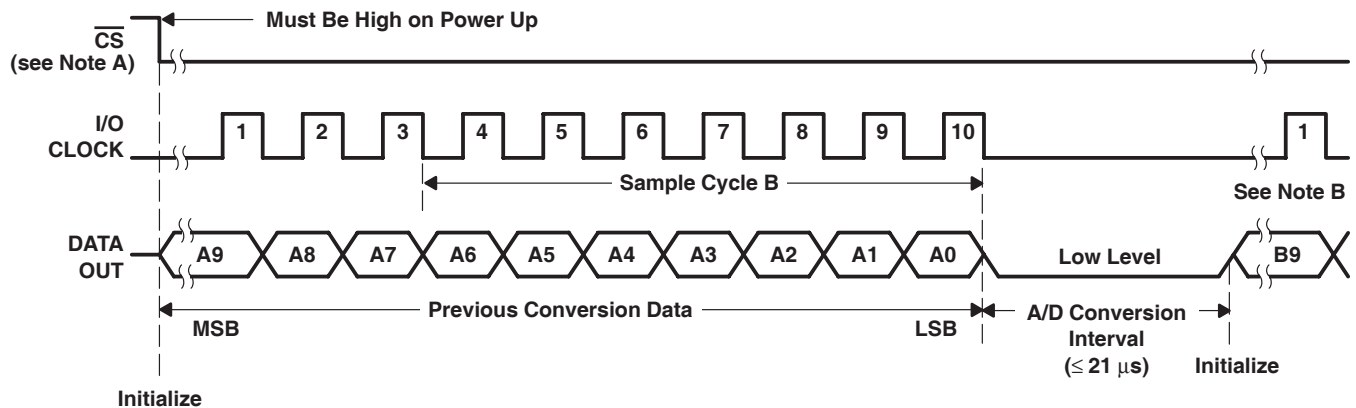 Must Be High on Power Up
CS
(see Note A)
I/O
CLOCK
1 2 3 4 5 6 7 8 9 10 1
Sample Cycle B
See Note B
DATA
OUT
A9 A8 A7 A6 A5 A4 A3 A2 A1 A0 Low Level B9
Previous Conversion Data
MSB LSB
A/D Conversion
Interval
(≤ 21 μs)
Initialize
Initialize